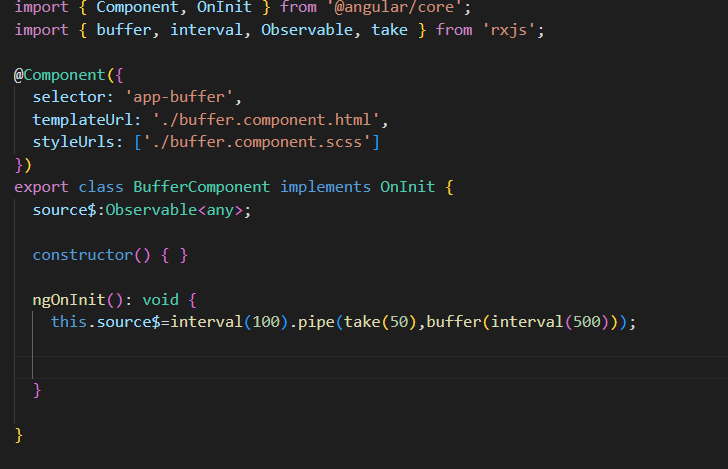 import { Component, OnInit } from '@angular/core';
import { buffer, interval, Observable, take } from 'rxjs';
@Component({
selector: 'app-buffer',
templateUrl: './buffer.component.html',
styleUrls: ['./buffer.component.scss']
})
export class BufferComponent implements OnInit {
source$:Observable<any>;
constructor() { }
ngOnInit(): void {
this.source$=interval(100).pipe(take(50),buffer(interval(500)));
}
}